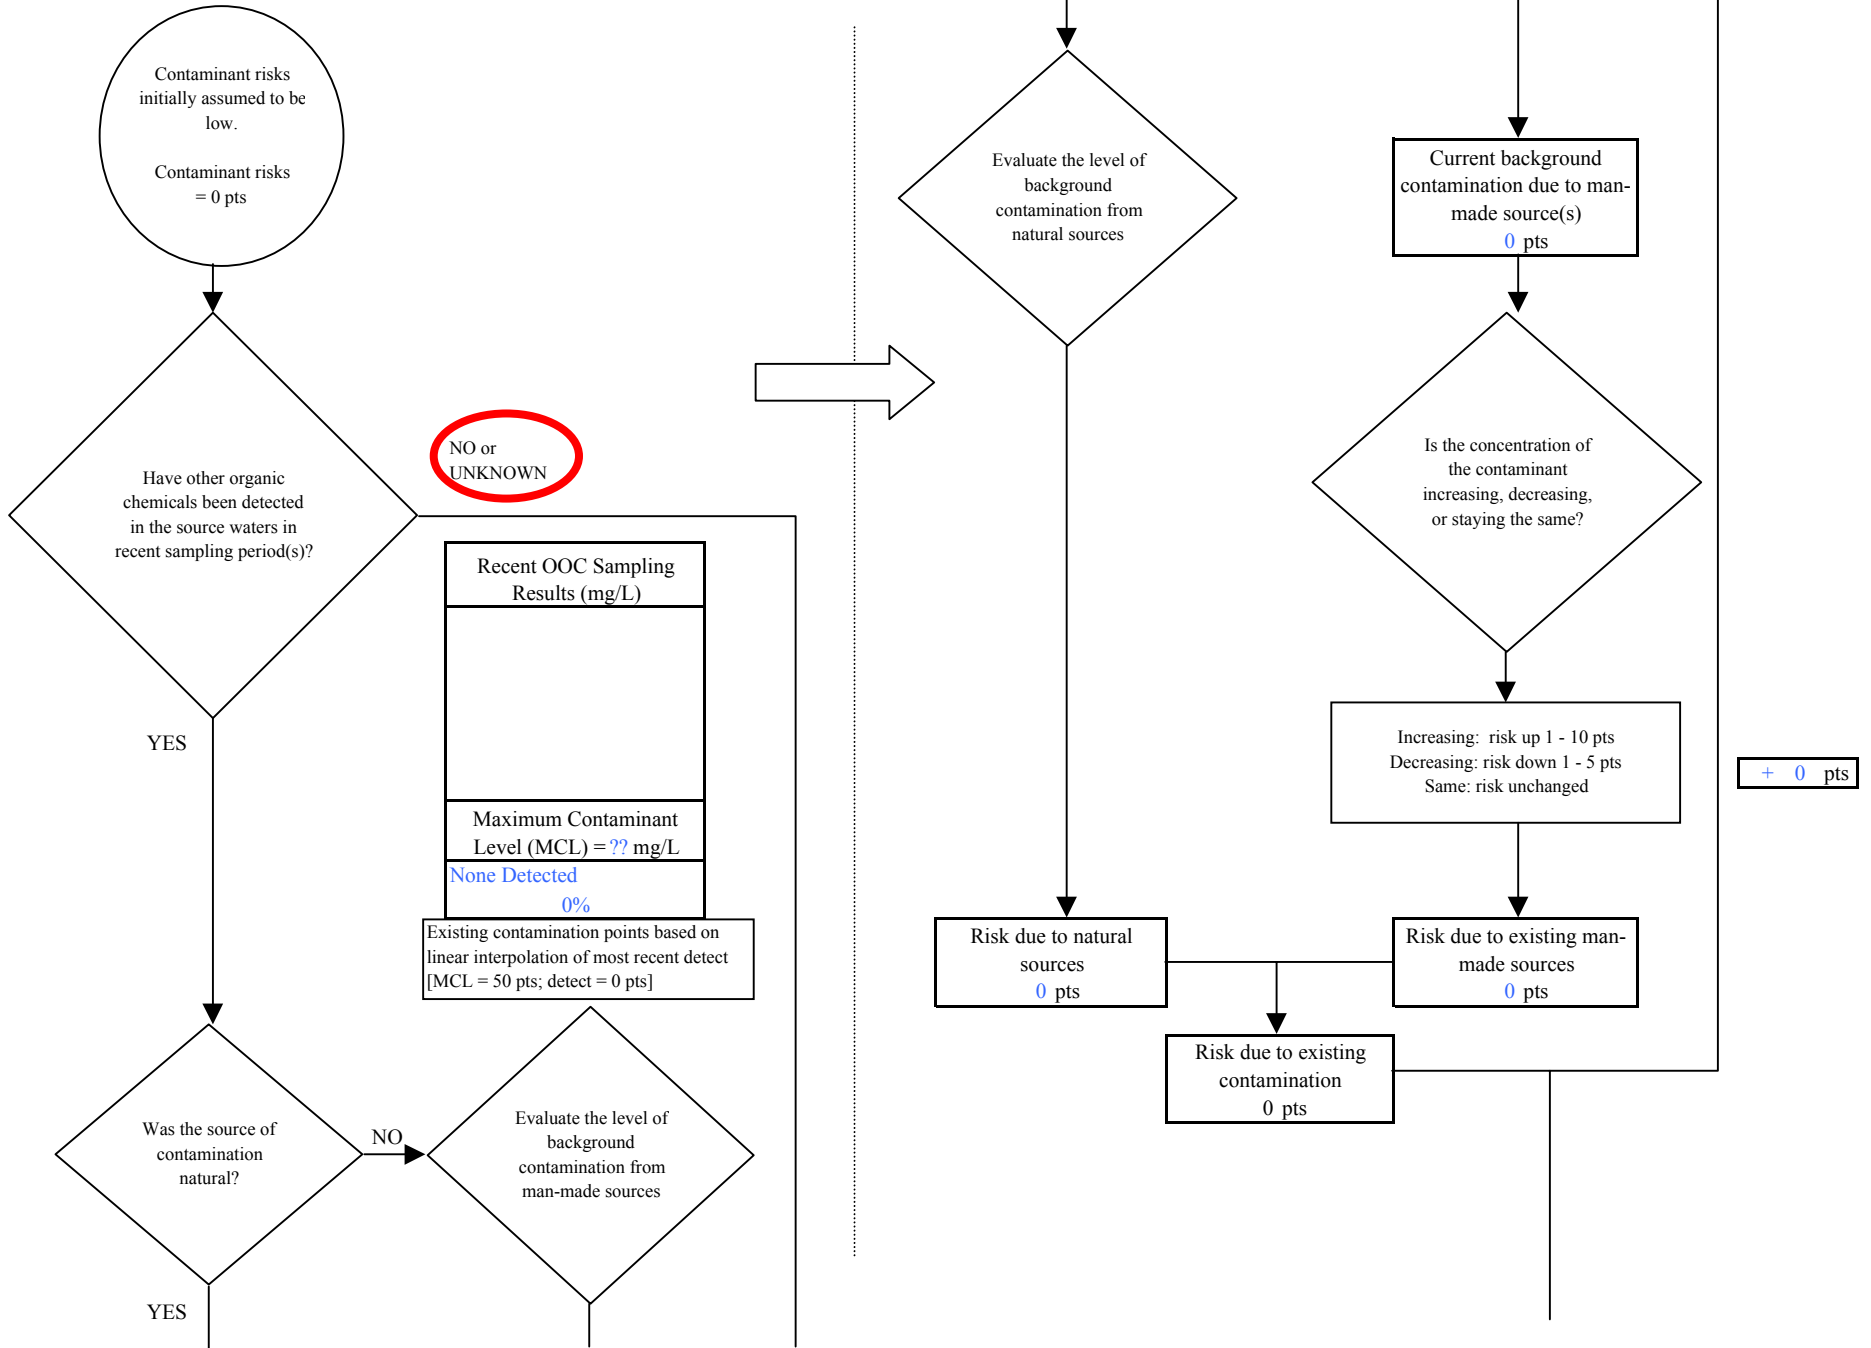 Contaminant risks
initially assumed to be
low.
Contaminant risks
= 0 pts
Have other organic
chemicals been detected
in the source waters in
recent sampling period(s)?
NO or
UNKNOWN
YES
Recent OOC Sampling
Results (mg/L)
Maximum Contaminant
Level (MCL) = ?? mg/L
None Detected
0%
Existing contamination points based on
linear interpolation of most recent detect
[MCL = 50 pts; detect = 0 pts]
Was the source of
contamination
natural?
NO
YES
Evaluate the level of
background
contamination from
man-made sources
Evaluate the level of
background
contamination from
natural sources
Current background
contamination due to man-
made source(s)
0 pts
Is the concentration of
the contaminant
increasing, decreasing,
or staying the same?
Increasing: risk up 1 - 10 pts
Decreasing: risk down 1 - 5 pts
Same: risk unchanged
+ 0 pts
Risk due to natural
sources
0 pts
Risk due to existing man-
made sources
0 pts
Risk due to existing
contamination
0 pts